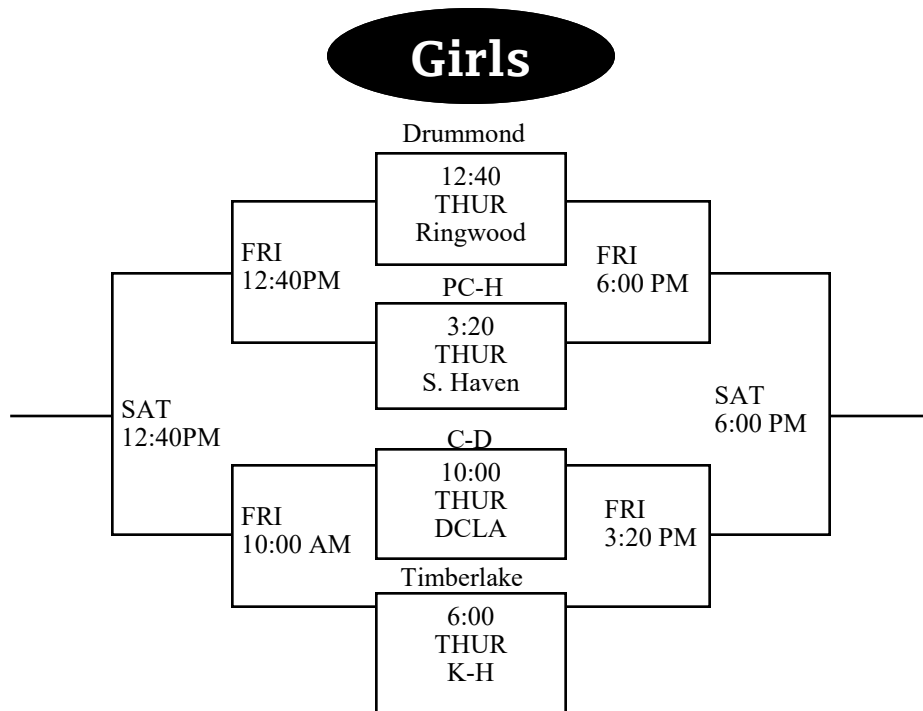 Girls
Drummond
12:40
THUR
Ringwood
FRI
12:40PM
FRI
6:00 PM
PC-H
3:20
THUR
S. Haven
SAT
12:40PM
SAT
6:00 PM
C-D
10:00
THUR
DCLA
FRI
10:00 AM
FRI
3:20 PM
Timberlake
6:00
THUR
K-H